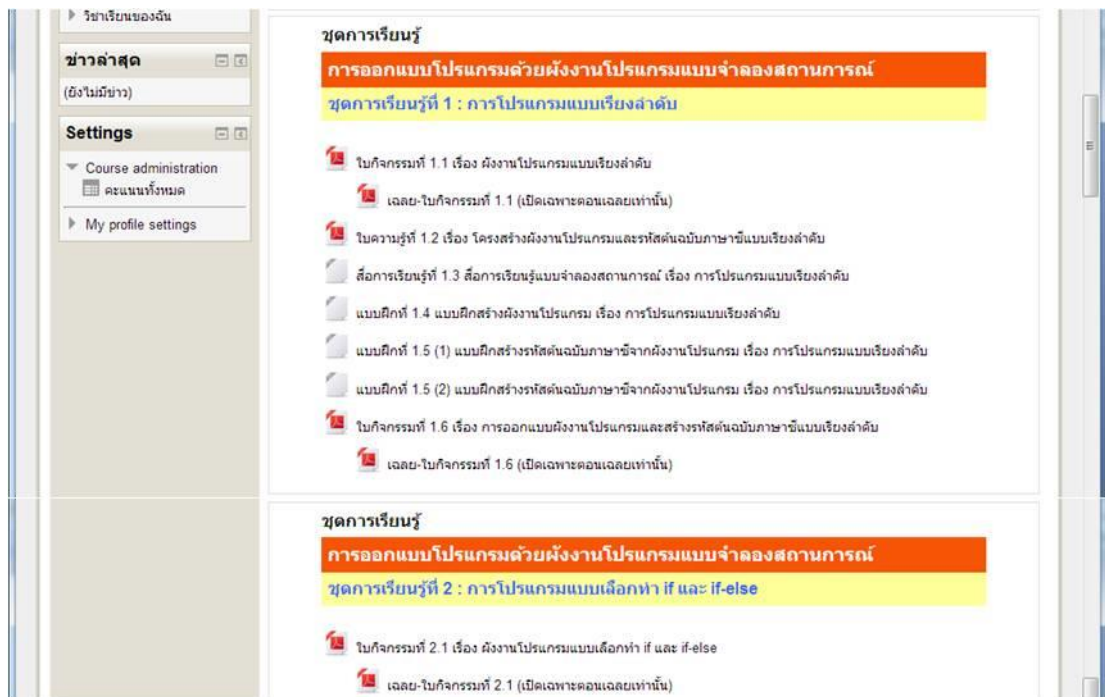 วิชาเรียนของฉัน
ข่าวล่าสุด
(ยังไม่มีข่าว)
Settings
Course administration
คะแนนทั้งหมด
My profile settings
ชุดการเรียนรู้
การออกแบบโปรแกรมด้วยผังงานโปรแกรมแบบจำลองสถานการณ์
ชุดการเรียนรู้ที่ 1 : การโปรแกรมแบบเรียงลำดับ
ใบกิจกรรมที่ 1.1 เรื่อง ผังงานโปรแกรมแบบเรียงลำดับ
เฉลย-ใบกิจกรรมที่ 1.1 (เปิดเฉพาะตอนเฉลยเท่านั้น)
ใบความรู้ที่ 1.2 เรื่อง โครงสร้างผังงานโปรแกรมและรหัสต้นฉบับภาษาซีแบบเรียงลำดับ
สื่อการเรียนรู้ที่ 1.3 สื่อการเรียนรู้แบบจำลองสถานการณ์ เรื่อง การโปรแกรมแบบเรียงลำดับ
แบบฝึกที่ 1.4 แบบฝึกสร้างผังงานโปรแกรม เรื่อง การโปรแกรมแบบเรียงลำดับ
แบบฝึกที่ 1.5 (1) แบบฝึกสร้างรหัสต้นฉบับภาษาซีจากผังงานโปรแกรม เรื่อง การโปรแกรมแบบเรียงลำดับ
แบบฝึกที่ 1.5 (2) แบบฝึกสร้างรหัสต้นฉบับภาษาซีจากผังงานโปรแกรม เรื่อง การโปรแกรมแบบเรียงลำดับ
ใบกิจกรรมที่ 1.6 เรื่อง การออกแบบผังงานโปรแกรมและสร้างรหัสต้นฉบับภาษาซีแบบเรียงลำดับ
เฉลย-ใบกิจกรรมที่ 1.6 (เปิดเฉพาะตอนเฉลยเท่านั้น)
ชุดการเรียนรู้
การออกแบบโปรแกรมด้วยผังงานโปรแกรมแบบจำลองสถานการณ์
ชุดการเรียนรู้ที่ 2 : การโปรแกรมแบบเลือกทำ if และ if-else
ใบกิจกรรมที่ 2.1 เรื่อง ผังงานโปรแกรมแบบเลือกทำ if และ if-else
เฉลย-ใบกิจกรรมที่ 2.1 (เปิดเฉพาะตอนเฉลยเท่านั้น)